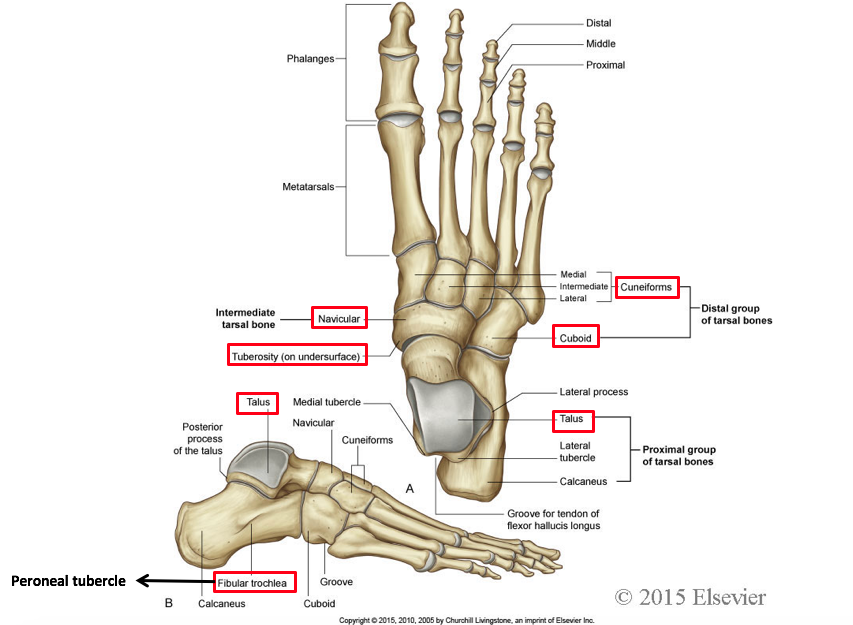 Distal
Middle
Proximal
Phalanges
Metatarsals
Medial
Intermediate
Lateral
Cuneiforms
Distal group
of tarsal bones
Intermediate
tarsal bone
Navicular
Cuboid
Tuberosity (on undersurface)
Talus
Medial tubercle
Lateral process
Navicular
Talus
Posterior
process
of the talus
Cuneiforms
Lateral
tubercle
Proximal group
of tarsal bones
Calcaneus
A
Groove for tendon of
flexor hallucis longus
Peroneal tubercle
Fibular trochlea
Groove
B
Calcaneus
Cuboid
© 2015 Elsevier
Copyright © 2015, 2010, 2005 by Churchill Livingstone, an imprint of Elsevier Inc.